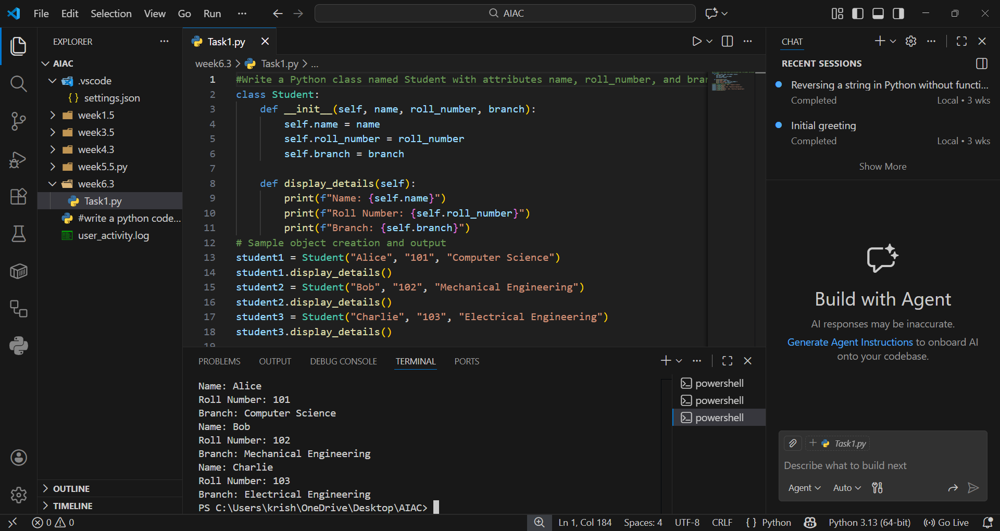 File Edit Selection View Go Run ··· AIAC
EXPLORER
AIAC
.vscode
{ } settings.json
week1.5
week3.5
week4.3
week5.5.py
week6.3
Task1.py
#write a python code...
user_activity.log
OUTLINE
TIMELINE
Task1.py
week6.3 > Task1.py > ...
1 #Write a Python class named Student with attributes name, roll_number, and bran
2 class Student:
3 def __init__(self, name, roll_number, branch):
4 self.name = name
5 self.roll_number = roll_number
6 self.branch = branch
7
8 def display_details(self):
9 print(f"Name: {self.name}")
10 print(f"Roll Number: {self.roll_number}")
11 print(f"Branch: {self.branch}")
12 # Sample object creation and output
13 student1 = Student("Alice", "101", "Computer Science")
14 student1.display_details()
15 student2 = Student("Bob", "102", "Mechanical Engineering")
16 student2.display_details()
17 student3 = Student("Charlie", "103", "Electrical Engineering")
18 student3.display_details()
19
PROBLEMS OUTPUT DEBUG CONSOLE TERMINAL PORTS
Name: Alice
Roll Number: 101
Branch: Computer Science
Name: Bob
Roll Number: 102
Branch: Mechanical Engineering
Name: Charlie
Roll Number: 103
Branch: Electrical Engineering
PS C:\Users\krish\OneDrive\Desktop\AIAC>
powershell
powershell
powershell
CHAT
RECENT SESSIONS
Reversing a string in Python without functi...
Completed Local • 3 wks
Initial greeting
Completed Local • 3 wks
Show More
Build with Agent
AI responses may be inaccurate.
Generate Agent Instructions to onboard AI
onto your codebase.
Task1.py
Describe what to build next
Agent Auto
0 0 Ln 1, Col 184 Spaces: 4 UTF-8 CRLF { } Python Python 3.13 (64-bit) Go Live